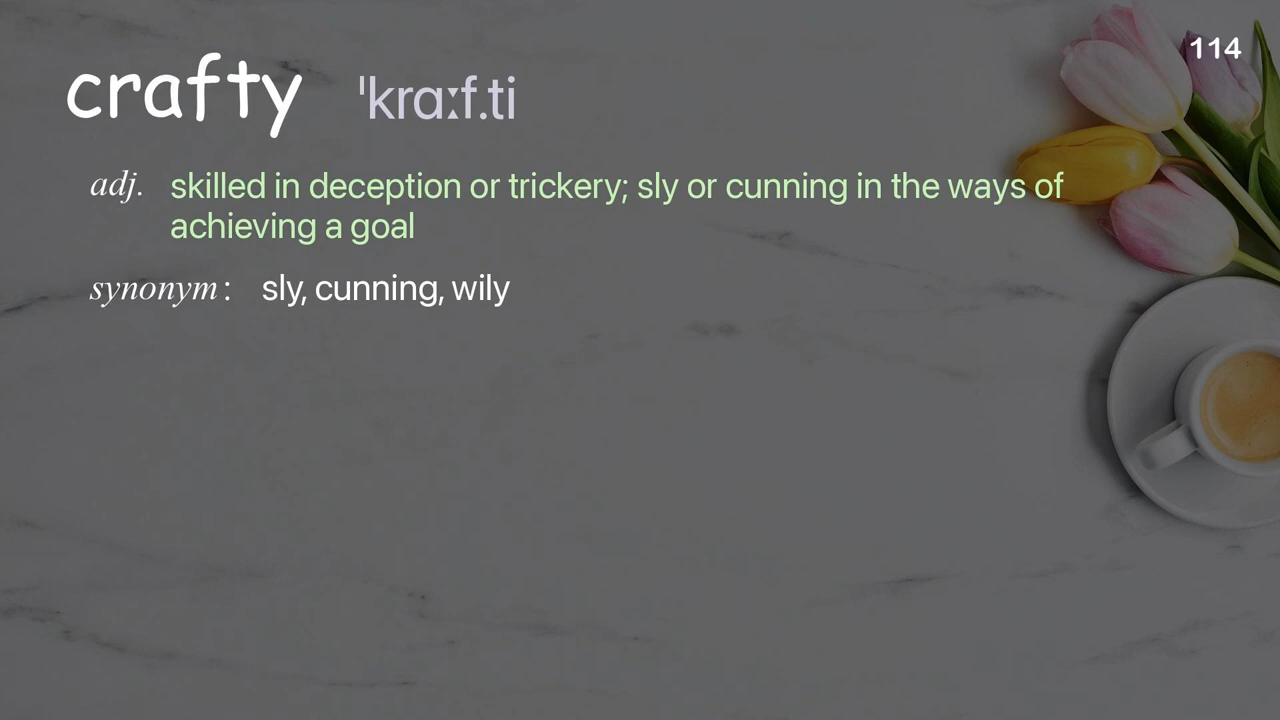 114
crafty ˈkrɑːf.ti
adj. skilled in deception or trickery; sly or cunning in the ways of
achieving a goal
synonym : sly, cunning, wily